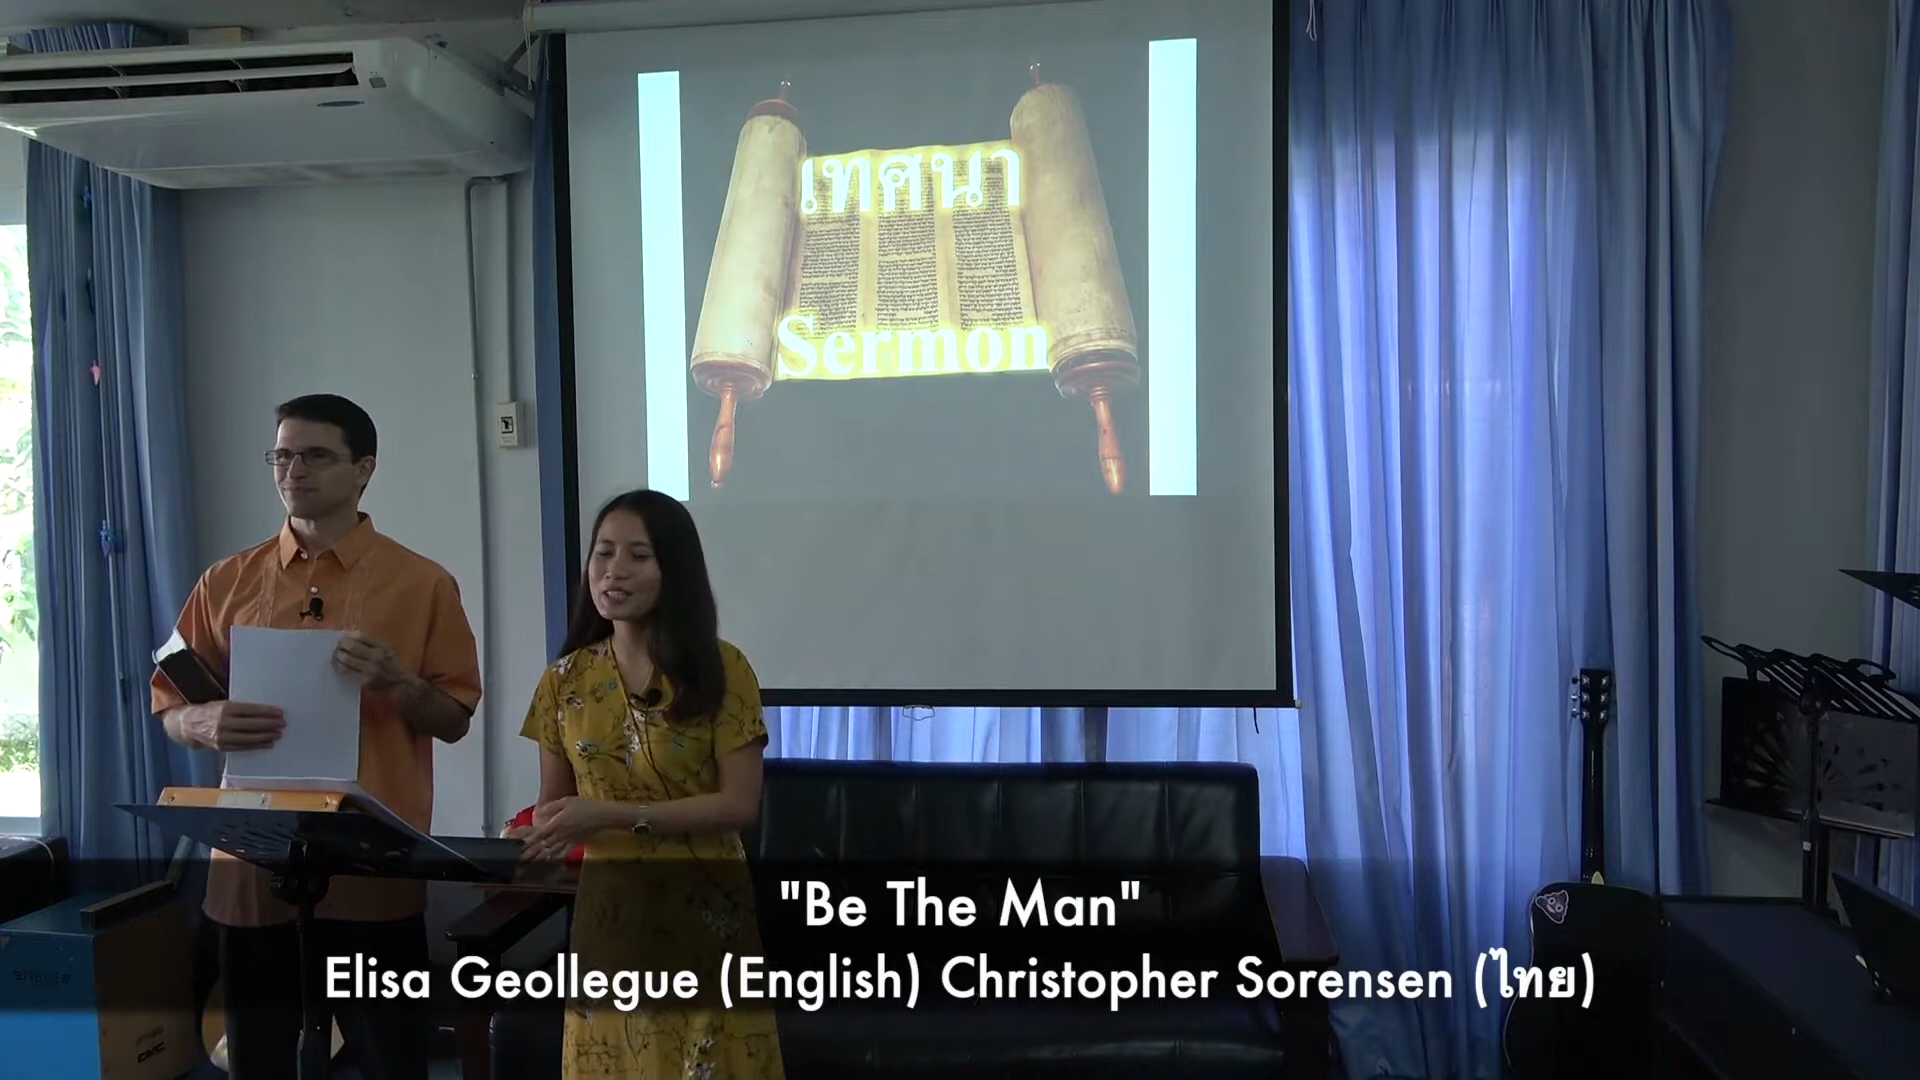 เทศนา
Sermon
"Be The Man"
Elisa Geollegue (English) Christopher Sorensen (ไทย)